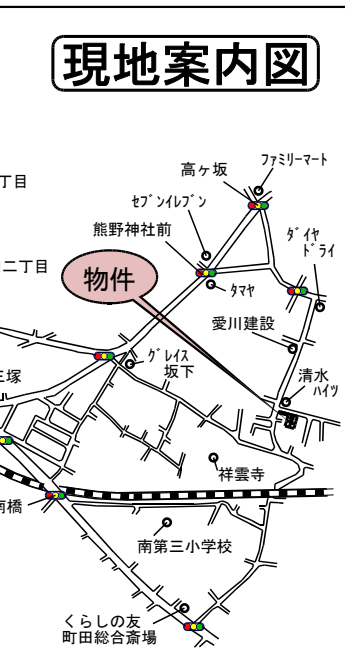 現地案内図
ﾌｧﾐﾘｰﾏｰﾄ
高ヶ坂
丁目
ｾﾌﾞﾝｲﾚﾌﾞﾝ
熊野神社前
ﾀﾞｲﾔ
ﾄﾞﾗｲ
二丁目
物件
ﾀﾏﾔ
愛川建設
ｸﾞﾚｲｽ
坂下
清水
ﾊｲﾂ
三塚
祥雲寺
南橋
南第三小学校
くらしの友
町田総合斎場